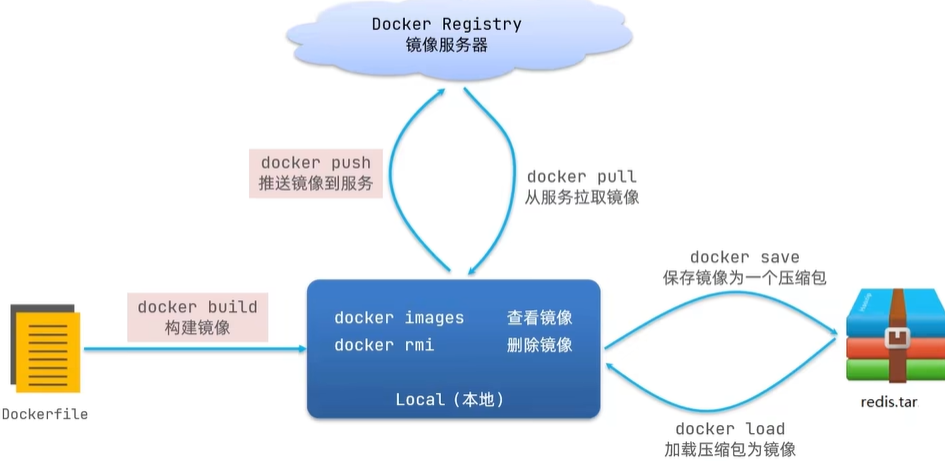 Docker Registry
镜像服务器
docker push
推送镜像到服务
docker pull
从服务拉取镜像
docker save
保存镜像为一个压缩包
docker build
构建镜像
docker images 查看镜像
docker rmi 删除镜像
Local（本地）
Dockerfile
redis.tar
docker load
加载压缩包为镜像